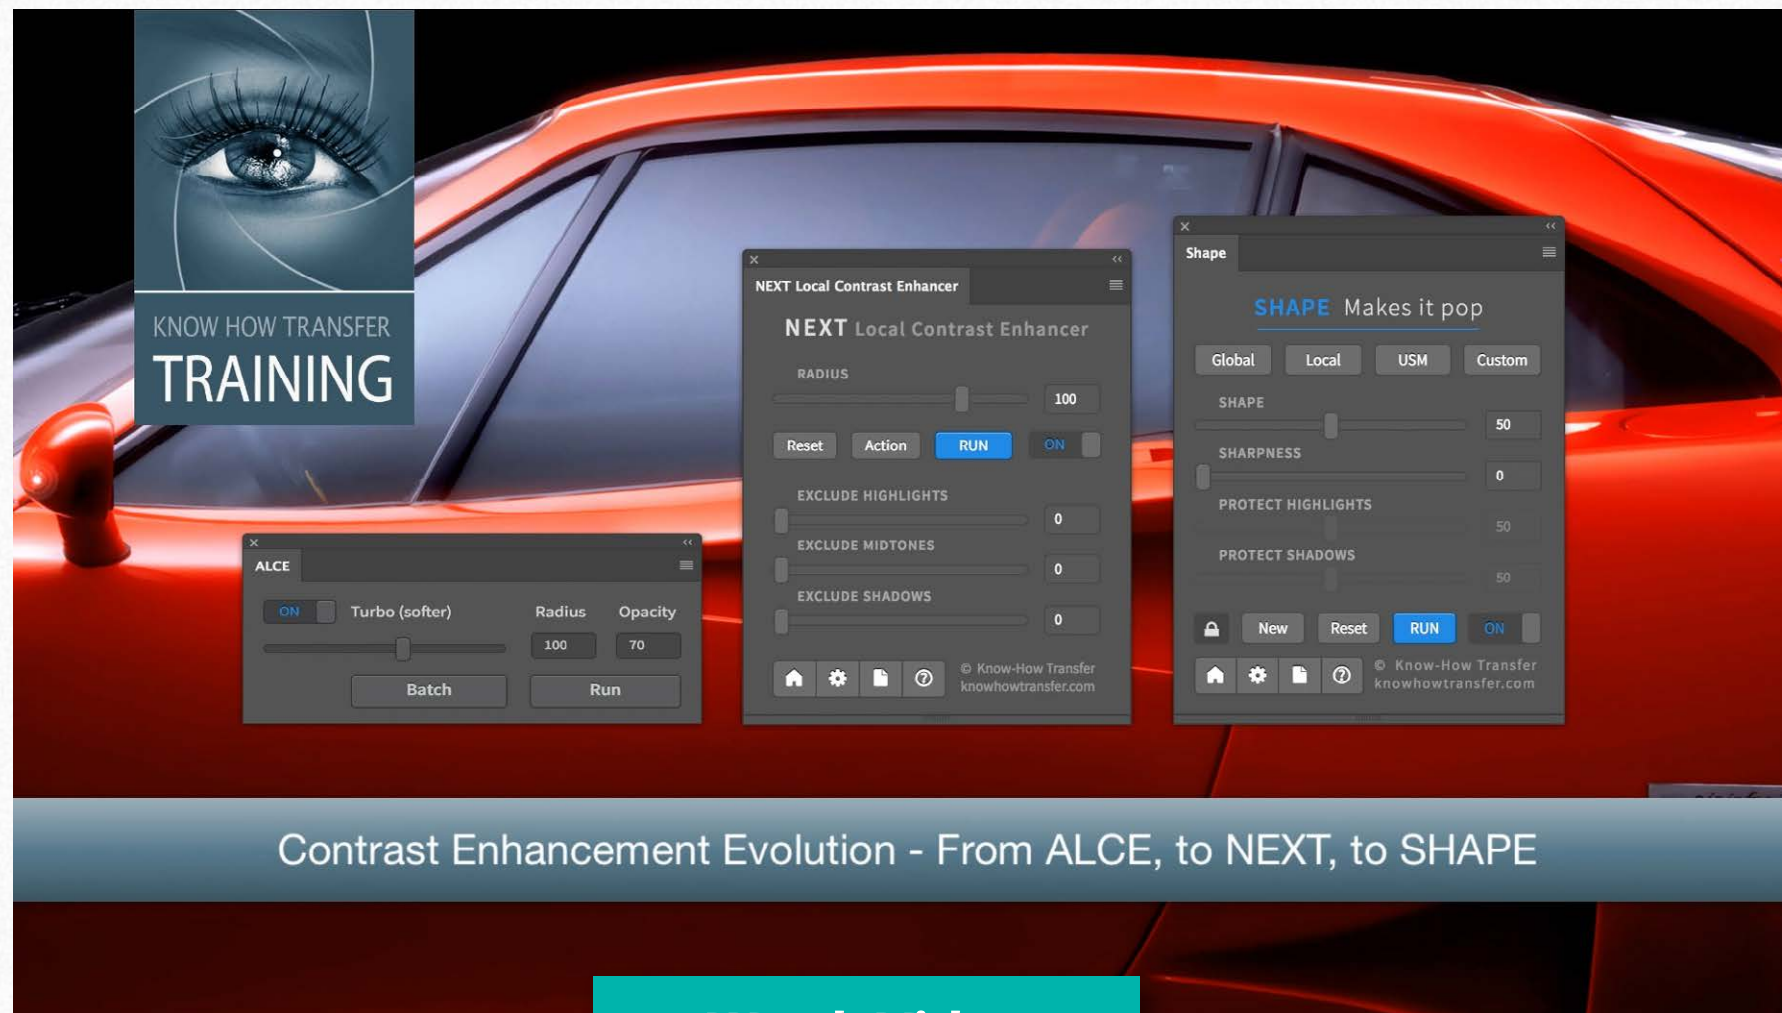 KNOW HOW TRANSFER
TRAINING
ALCE
ON Turbo (softer) Radius Opacity
100 70
Batch Run
NEXT Local Contrast Enhancer
NEXT Local Contrast Enhancer
RADIUS
100
Reset Action RUN ON
EXCLUDE HIGHLIGHTS
0
EXCLUDE MIDTONES
0
EXCLUDE SHADOWS
0
© Know-How Transfer
knowhowtransfer.com
Shape
SHAPE Makes it pop
Global Local USM Custom
SHAPE
50
SHARPNESS
0
PROTECT HIGHLIGHTS
50
PROTECT SHADOWS
50
New Reset RUN ON
© Know-How Transfer
knowhowtransfer.com
Contrast Enhancement Evolution - From ALCE, to NEXT, to SHAPE